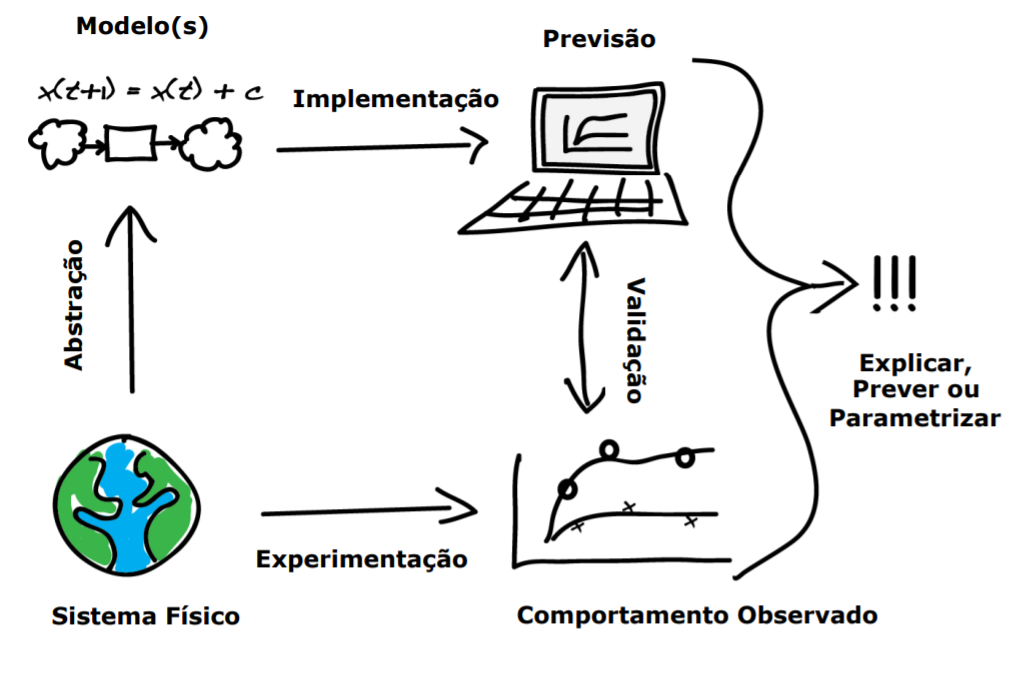 Modelo(s)
Previsão
x(t+1) = x(t) + c
Implementação
Abstração
Validação
!!!
Explicar,
Prever ou
Parametrizar
Experimentação
Sistema Físico
Comportamento Observado